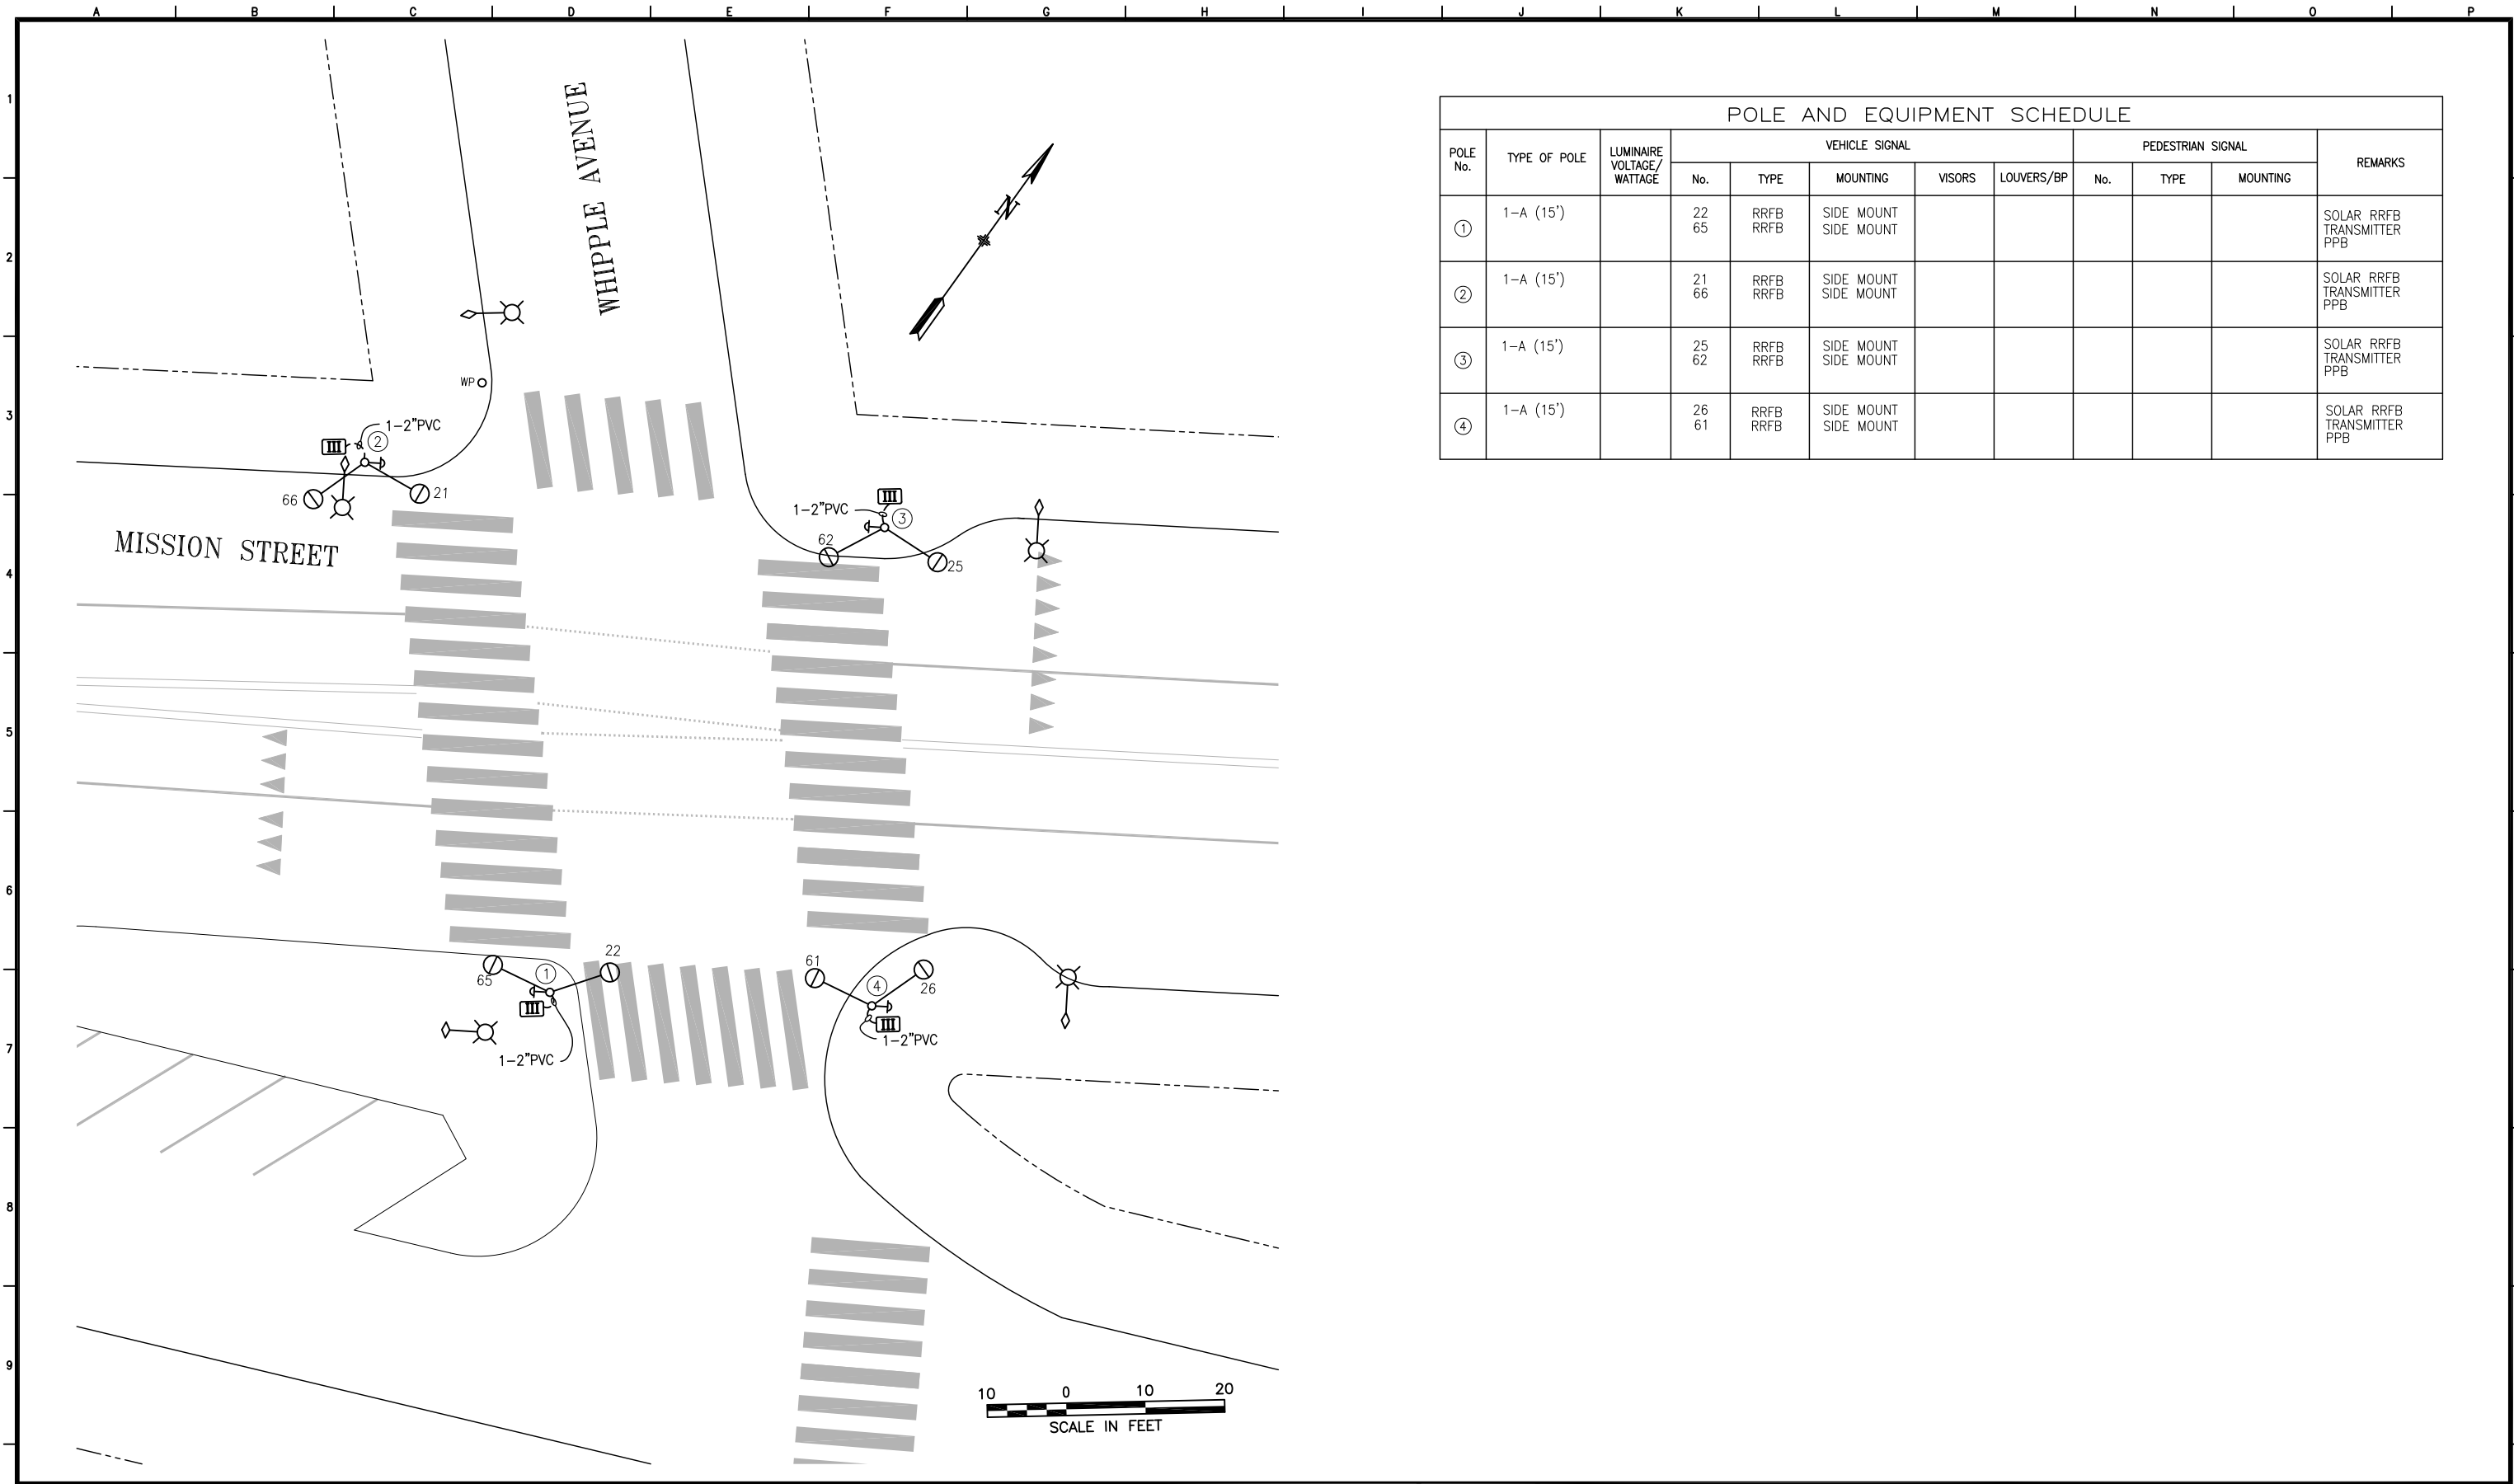 A B C D E F G H I J K L M N O P
1
2
3
4
5
6
7
8
9
WHIPPLE AVENUE
N
WP
1-2"PVC
III
2
66
21
MISSION STREET
III
1-2"PVC
3
62
25
22
65
1
III
1-2"PVC
61
4
26
III
1-2"PVC
10 0 10 20
SCALE IN FEET
POLE AND EQUIPMENT SCHEDULE
POLE No. TYPE OF POLE LUMINAIRE VOLTAGE/ WATTAGE VEHICLE SIGNAL PEDESTRIAN SIGNAL REMARKS
No. TYPE MOUNTING VISORS LOUVERS/BP No. TYPE MOUNTING
1 1-A (15') 22 RRFB SIDE MOUNT SOLAR RRFB
65 RRFB SIDE MOUNT TRANSMITTER
PPB
2 1-A (15') 21 RRFB SIDE MOUNT SOLAR RRFB
66 RRFB SIDE MOUNT TRANSMITTER
PPB
3 1-A (15') 25 RRFB SIDE MOUNT SOLAR RRFB
62 RRFB SIDE MOUNT TRANSMITTER
PPB
4 1-A (15') 26 RRFB SIDE MOUNT SOLAR RRFB
61 RRFB SIDE MOUNT TRANSMITTER
PPB